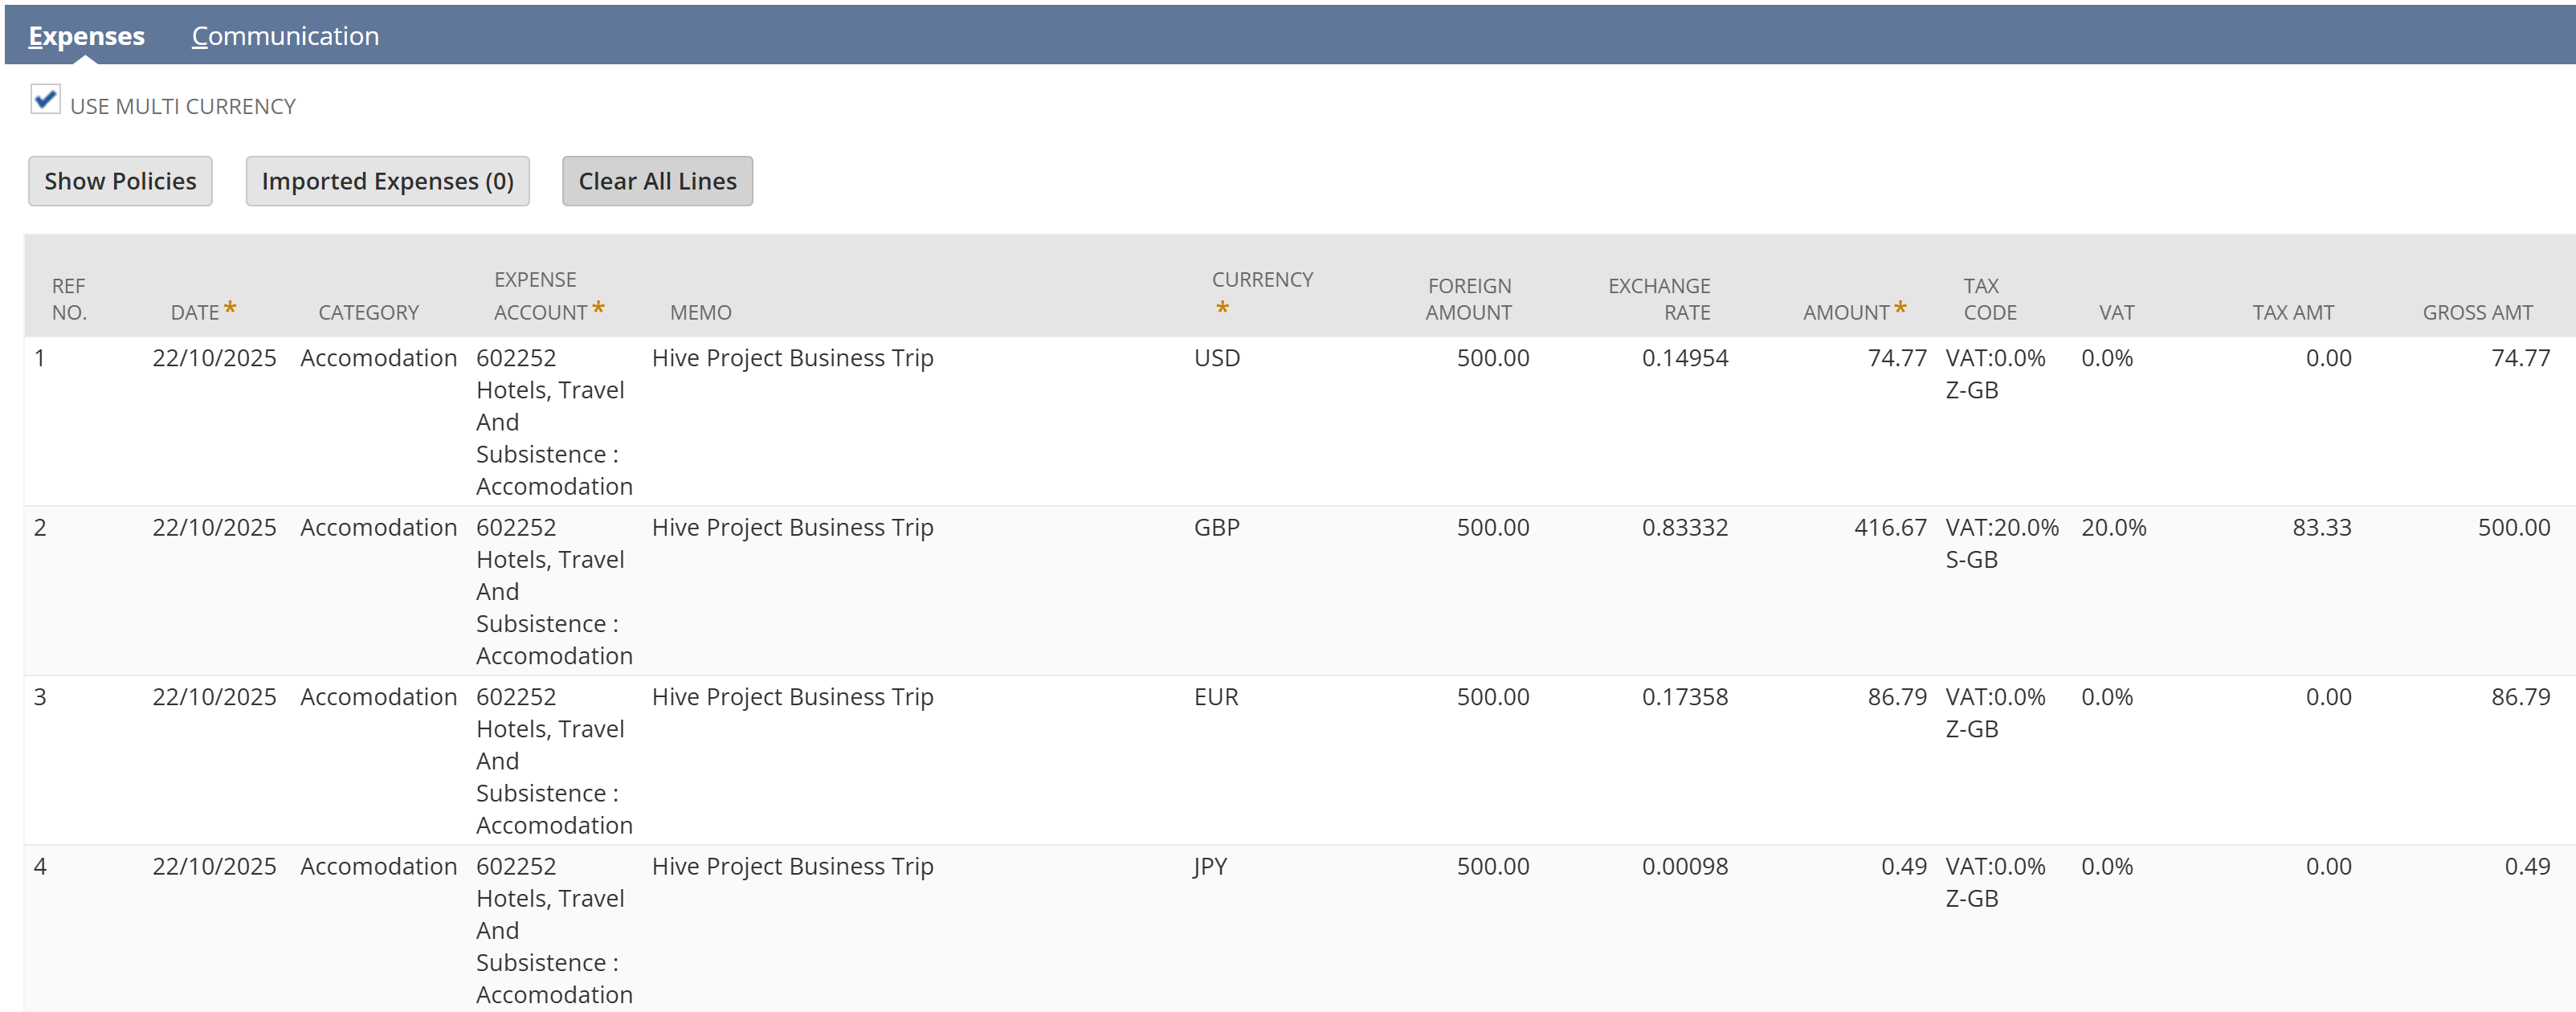 Expenses Communication
USE MULTI CURRENCY
Show Policies Imported Expenses (0) Clear All Lines
REF NO. DATE * CATEGORY EXPENSE ACCOUNT * MEMO CURRENCY * FOREIGN AMOUNT EXCHANGE RATE AMOUNT * TAX CODE VAT TAX AMT GROSS AMT
1 22/10/2025 Accomodation 602252 Hive Project Business Trip USD 500.00 0.14954 74.77 VAT:0.0% 0.0% 0.00 74.77
Hotels, Travel Z-GB
And
Subsistence :
Accomodation
2 22/10/2025 Accomodation 602252 Hive Project Business Trip GBP 500.00 0.83332 416.67 VAT:20.0% 20.0% 83.33 500.00
Hotels, Travel S-GB
And
Subsistence :
Accomodation
3 22/10/2025 Accomodation 602252 Hive Project Business Trip EUR 500.00 0.17358 86.79 VAT:0.0% 0.0% 0.00 86.79
Hotels, Travel Z-GB
And
Subsistence :
Accomodation
4 22/10/2025 Accomodation 602252 Hive Project Business Trip JPY 500.00 0.00098 0.49 VAT:0.0% 0.0% 0.00 0.49
Hotels, Travel Z-GB
And
Subsistence :
Accomodation